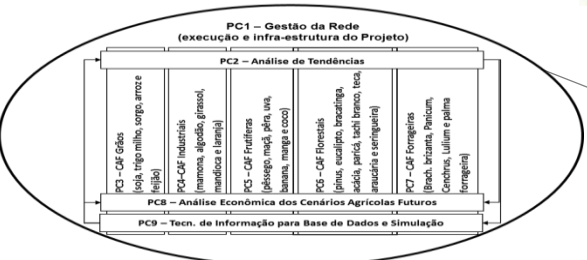 PC1 – Gestão da Rede
(execução e infra-estrutura do Projeto)
PC2 – Análise de Tendências
PC3 – CAF Grãos
(soja, trigo milho, sorgo, arroz e
feijão)
PC4-CAF Industriais
(mamona, algodão, girassol,
mandioca e laranja)
PC5 – CAF Frutíferas
(pêssego, maçã, pêra, uva,
banana, manga e coco)
PC6 – CAF Florestais
(pinus, eucalipto, bracatinga,
acácia, paricá, tachi branco, teca,
araucária e seringueira)
PC7 – CAF Forrageiras
(Brach. brizanta, Panicum,
Cenchrus, Lulium e palma
forrageira)
PC8 – Análise Econômica dos Cenários Agrícolas Futuros
PC9 – Tecn. de Informação para Base de Dados e Simulação